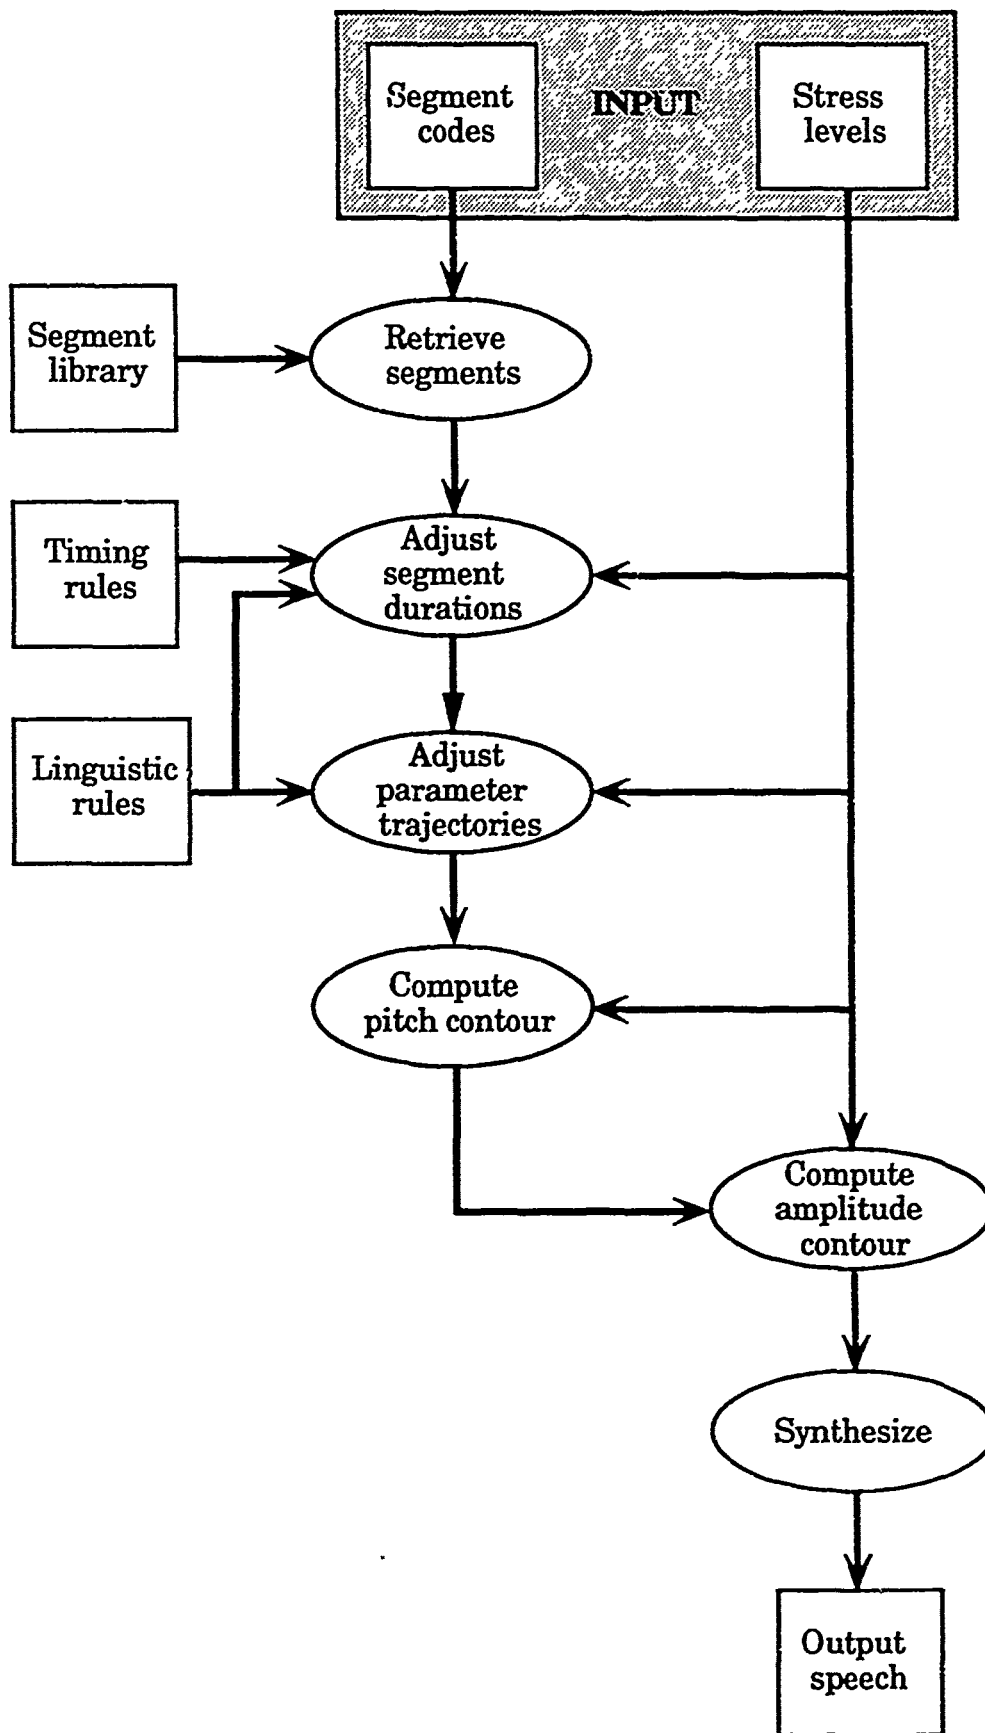 Segment
codes
INPUT
Stress
levels
Segment
library
Retrieve
segments
Timing
rules
Adjust
segment
durations
Linguistic
rules
Adjust
parameter
trajectories
Compute
pitch contour
Compute
amplitude
contour
Synthesize
Output
speech